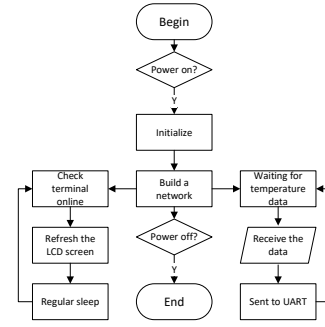 Begin
Power on?
Y
Initialize
Check
terminal
online
Build a
network
Waiting for
temperature
data
Refresh the
LCD screen
Power off?
Receive the
data
Y
Regular sleep
End
Sent to UART